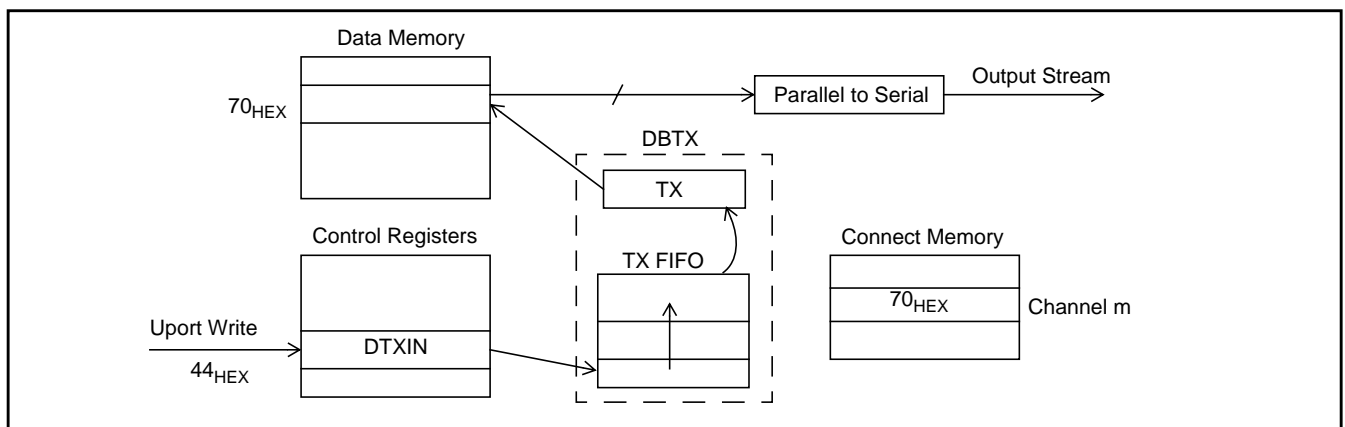 Data Memory
Output Stream
Parallel to Serial
70HEX
DBTX
TX
Control Registers
Connect Memory
TX FIFO
70HEX
Channel m
Uport Write
DTXIN
44HEX